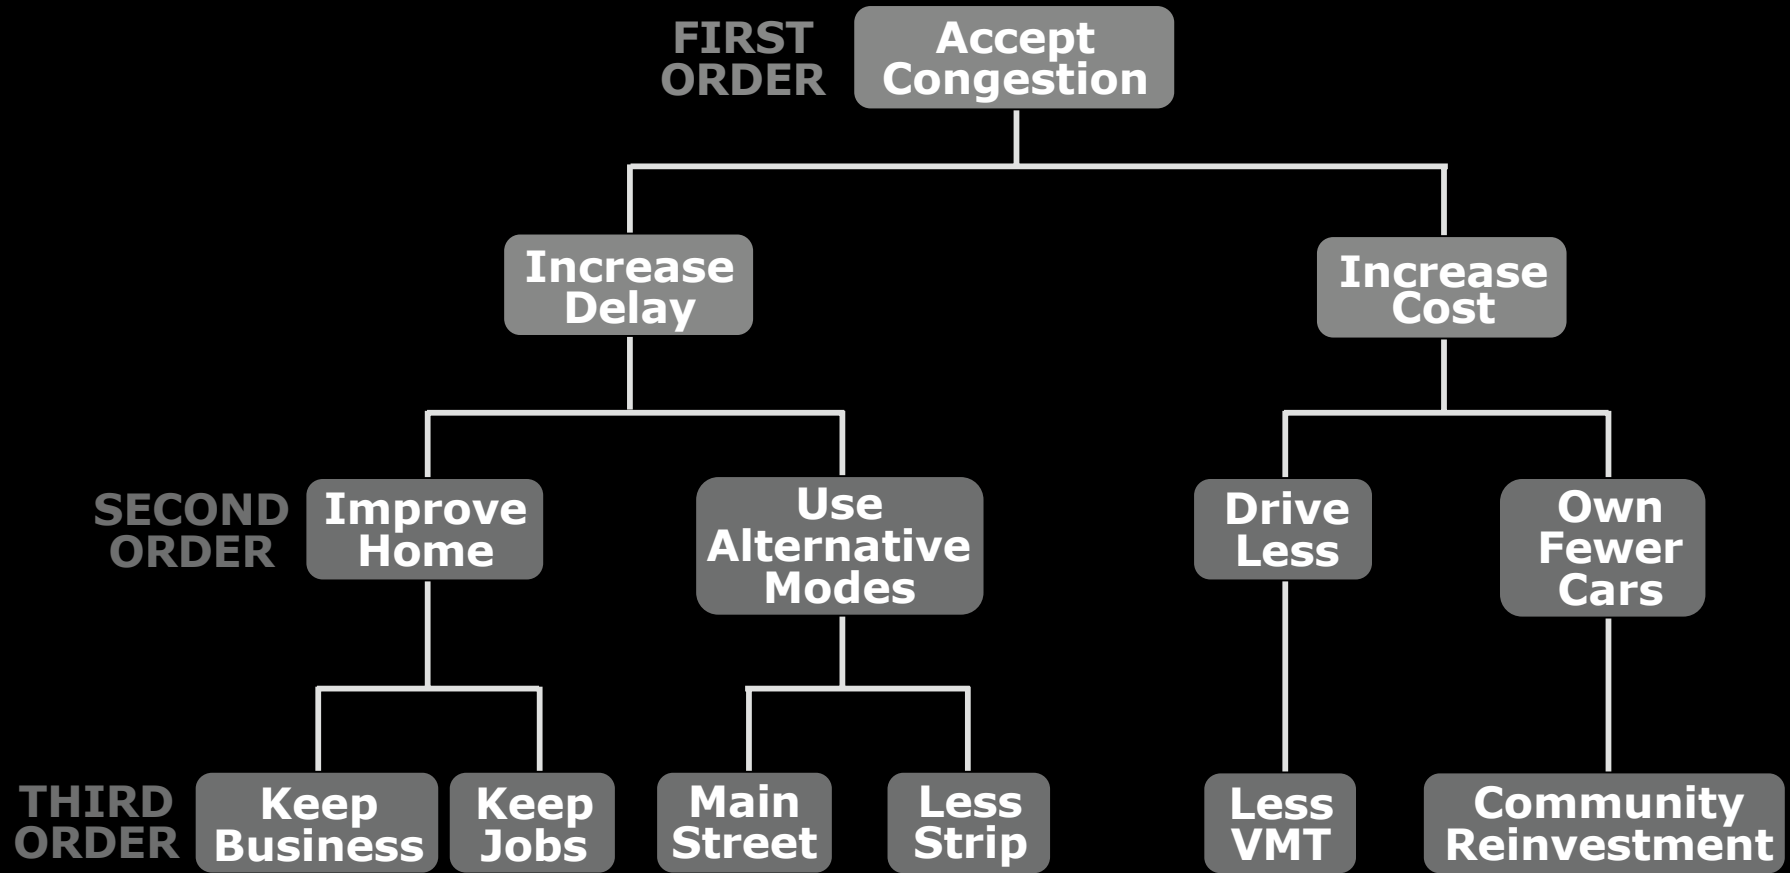 FIRST
ORDER
Accept
Congestion
Increase
Delay
Increase
Cost
SECOND
ORDER
Improve
Home
Use
Alternative
Modes
Drive
Less
Own
Fewer
Cars
THIRD
ORDER
Keep
Business
Keep
Jobs
Main
Street
Less
Strip
Less
VMT
Community
Reinvestment